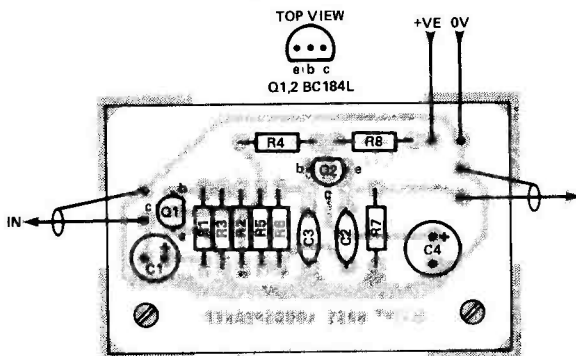 TOP VIEW
e b c
Q1,2 BC184L
+VE 0V
R4
R8
b Q2 e
c
b
IN
c Q1
e
R1 R3 R2 R5 R6
C3
C2
R7
C1 +
C4 +